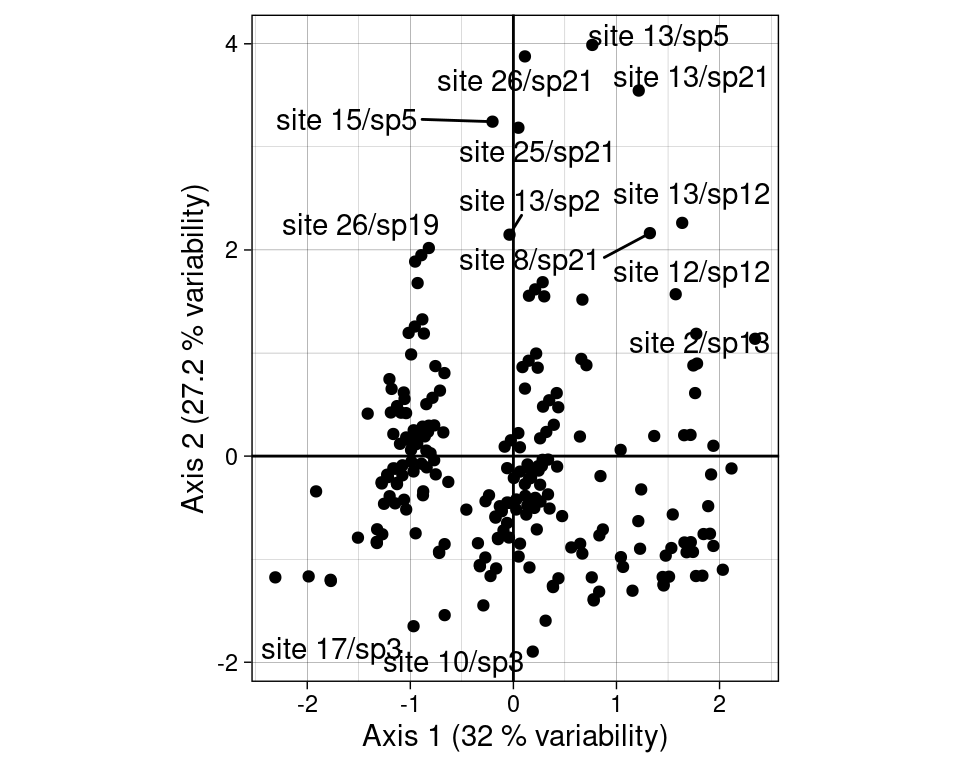 site 13/sp5
4
site 26/sp21
site 13/sp21
site 15/sp5
site 25/sp21
site 13/sp2
site 13/sp12
site 26/sp19
2
site 8/sp21
site 12/sp12
site 2/sp13
Axis 2 (27.2 % variability)
0
site 17/sp3
site 10/sp3
-2
-2
-1
0
1
2
Axis 1 (32 % variability)